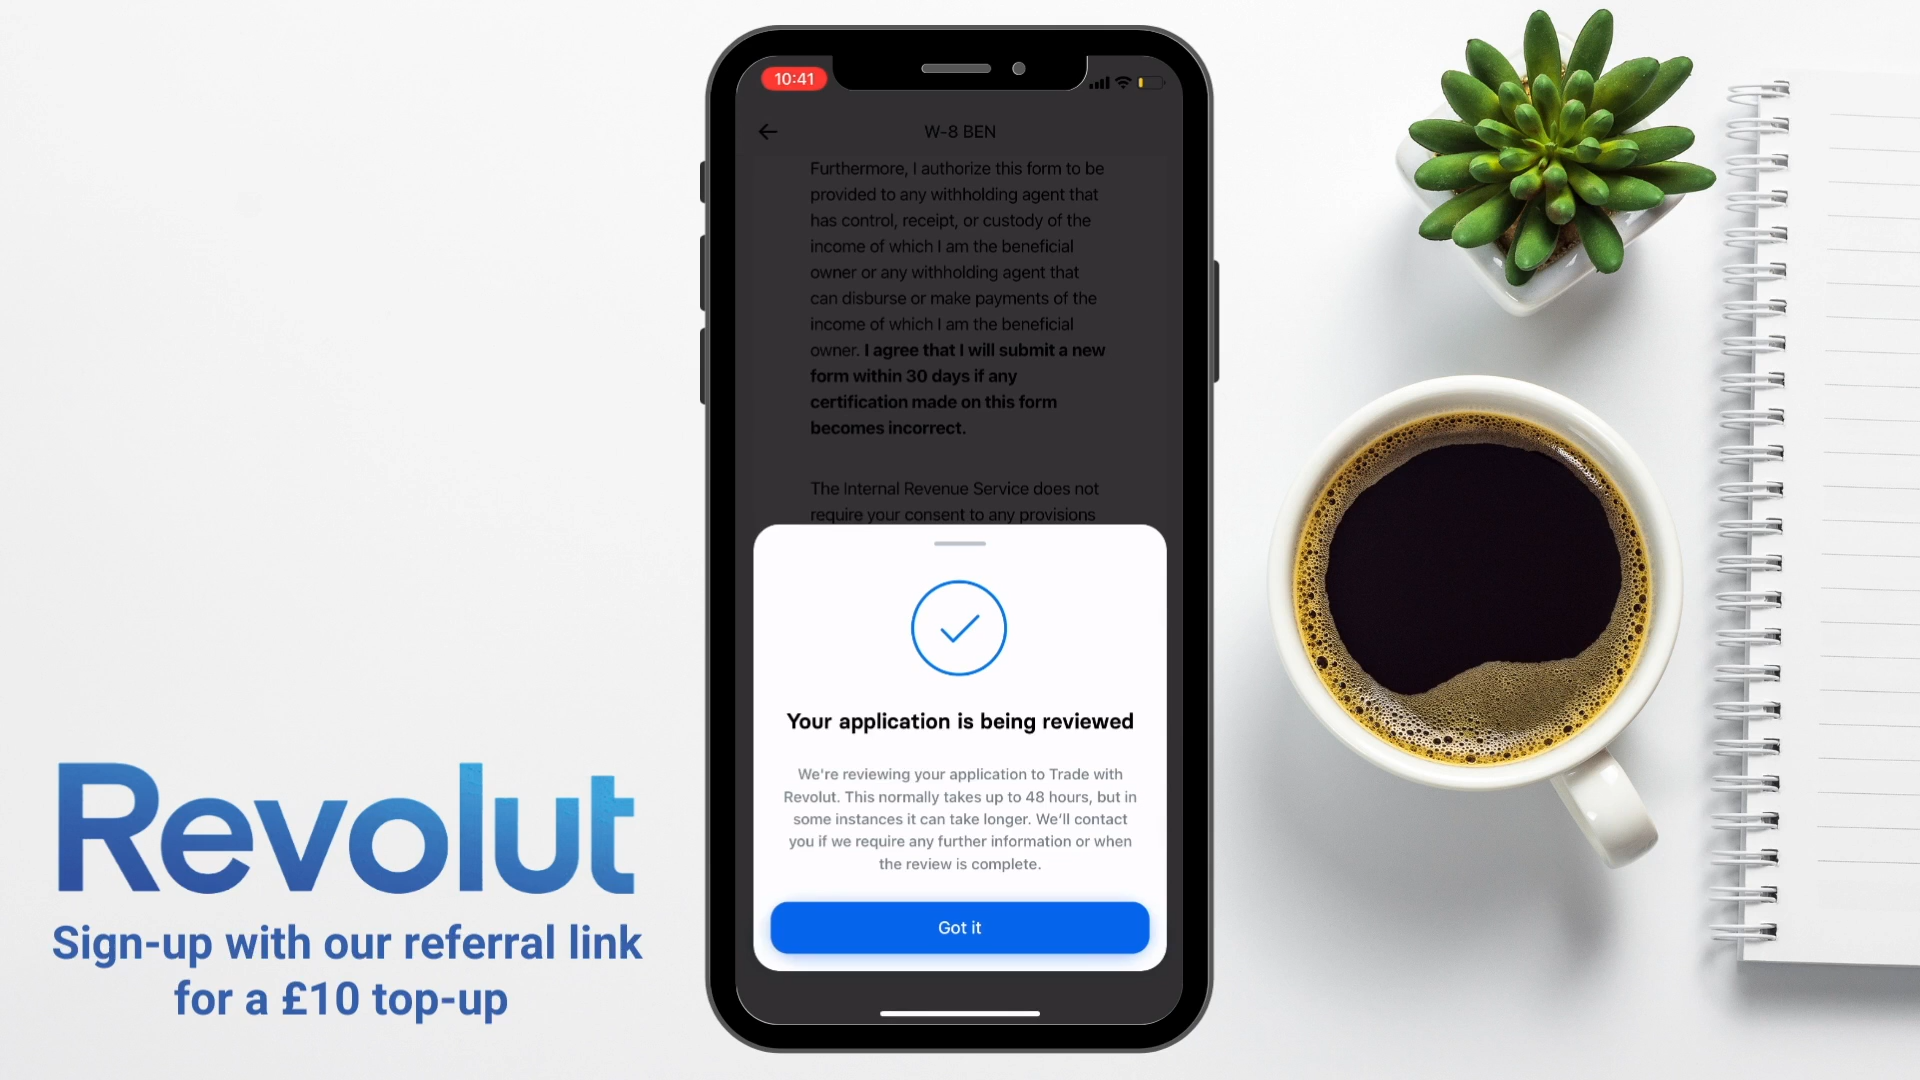 10:41
W-8 BEN
Furthermore, I authorize this form to be
provided to any withholding agent that
has control, receipt, or custody of the
income of which I am the beneficial
owner or any withholding agent that
can disburse or make payments of the
income of which I am the beneficial
owner. I agree that I will submit a new
form within 30 days if any
certification made on this form
becomes incorrect.
The Internal Revenue Service does not
require your consent to any provisions
Your application is being reviewed
We're reviewing your application to Trade with
Revolut. This normally takes up to 48 hours, but in
some instances it can take longer. We'll contact
you if we require any further information or when
the review is complete.
Got it
Revolut
Sign-up with our referral link
for a £10 top-up